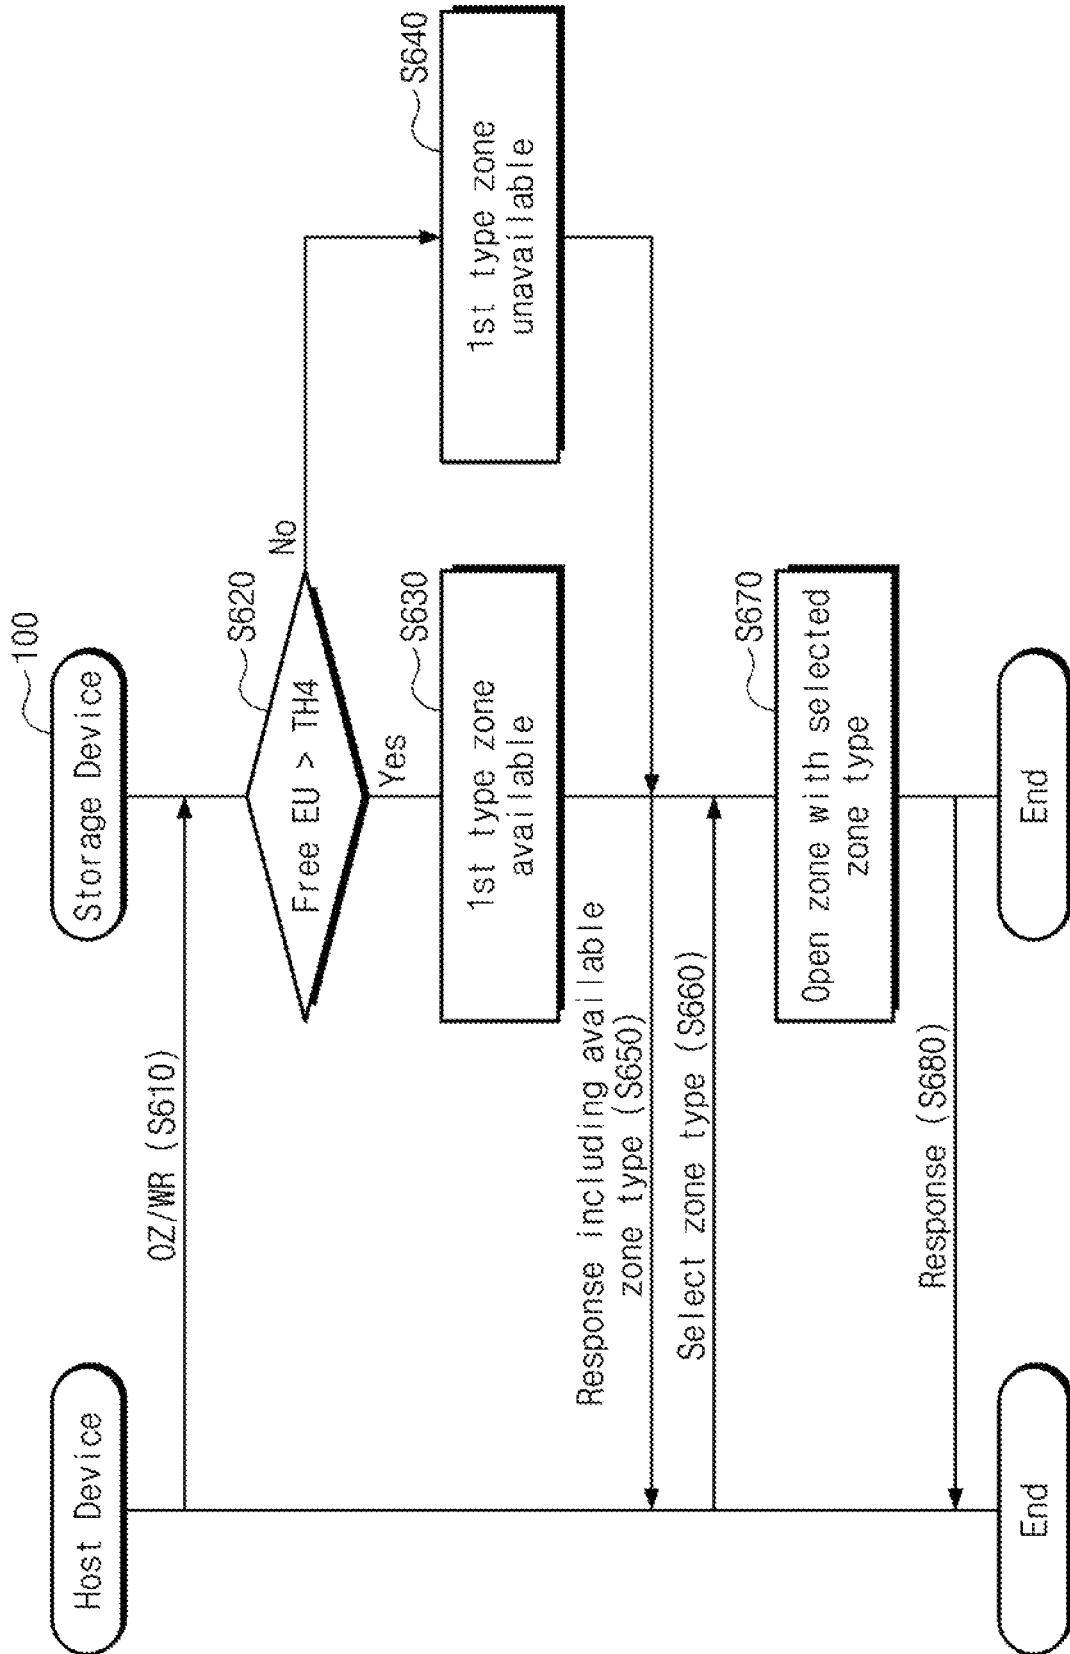 Host Device
Storage Device
100
OZ/WR (S610)
Free EU > TH4
S620
No
Yes
1st type zone
available
S630
1st type zone
unavailable
S640
Response including available
zone type (S650)
Select zone type (S660)
Open zone with selected
zone type
S670
Response (S680)
End
End